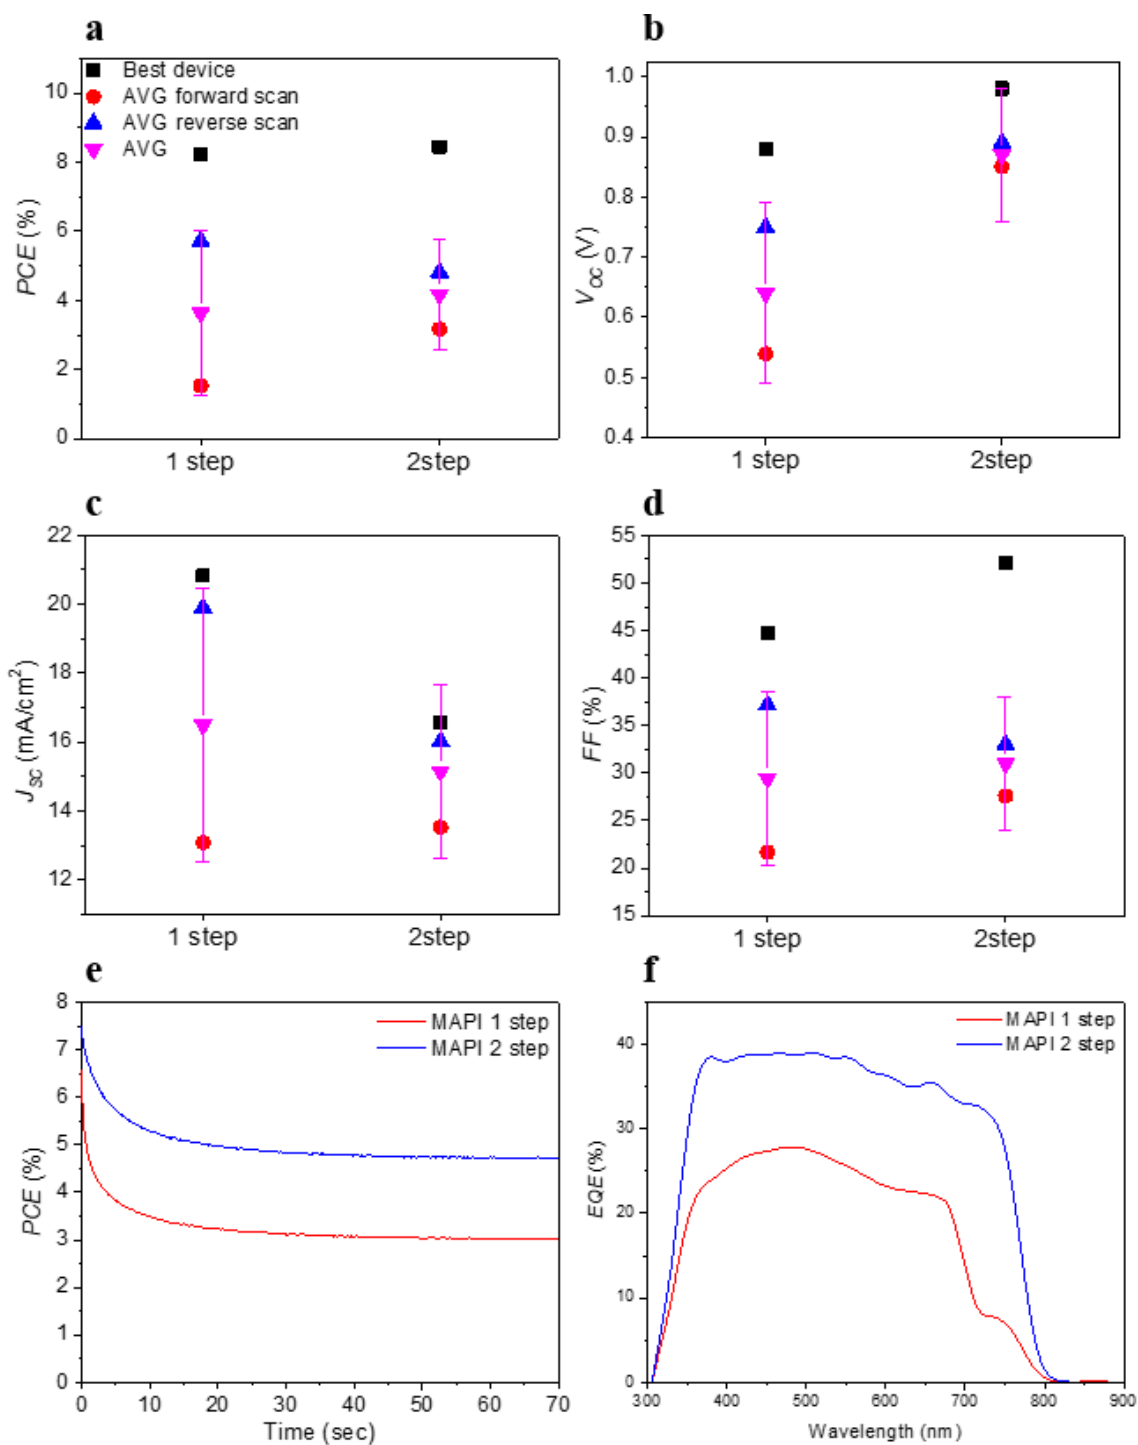 a
Best device
AVG forward scan
AVG reverse scan
AVG
10
8
6
4
2
0
PCE (%)
1 step
2step
b
1.0
0.9
0.8
0.7
0.6
0.5
0.4
V_OC (V)
1 step
2step
c
22
20
18
16
14
12
J_SC (mA/cm²)
1 step
2step
d
55
50
45
40
35
30
25
20
15
FF (%)
1 step
2step
e
MAPI 1 step
MAPI 2 step
8
7
6
5
4
3
2
1
0
PCE (%)
0 10 20 30 40 50 60 70
Time (sec)
f
MAPI 1 step
MAPI 2 step
40
30
20
10
0
EQE (%)
300 400 500 600 700 800 900
Wavelength (nm)